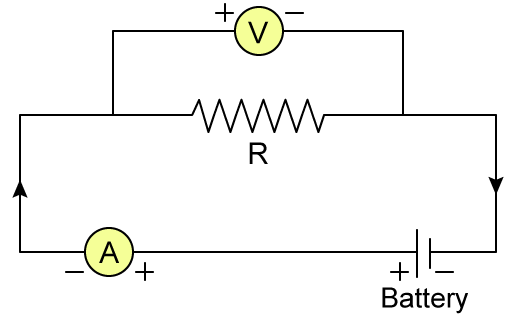 + V −
R
− A +
+ −
Battery